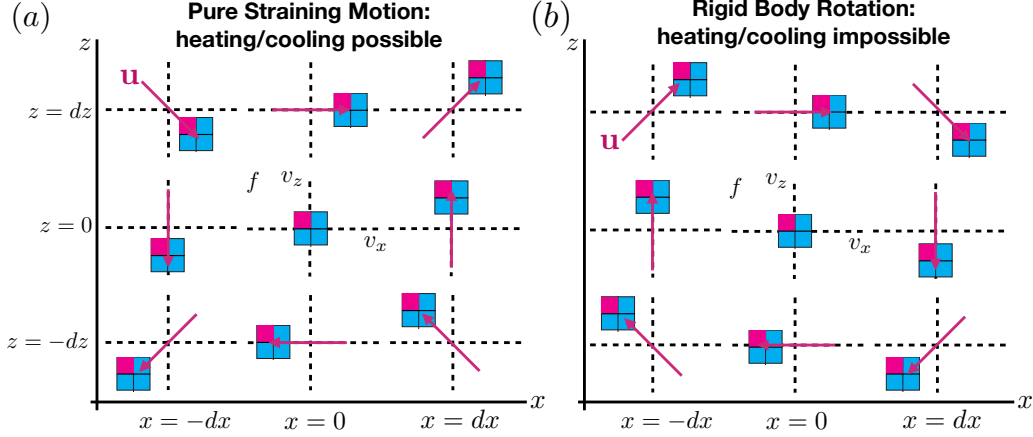 (a)
Pure Straining Motion:
heating/cooling possible
z
u
z = dz
f
v_z
z = 0
v_x
z = −dz
x
x = −dx
x = 0
x = dx
(b)
Rigid Body Rotation:
heating/cooling impossible
z
u
f
v_z
v_x
x
x = −dx
x = 0
x = dx